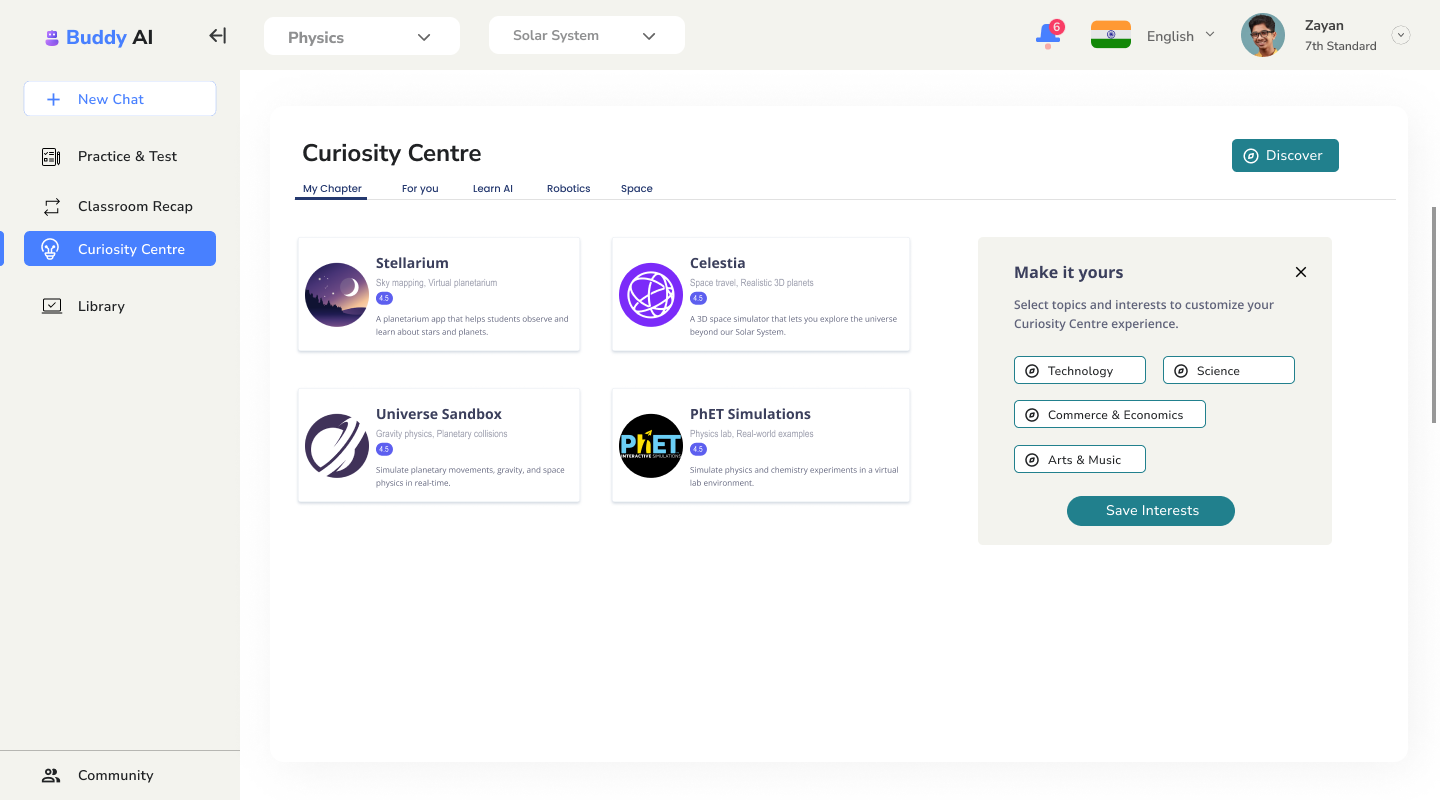 Buddy AI
Physics
Solar System
6
English
Zayan
7th Standard
New Chat
Practice & Test
Classroom Recap
Curiosity Centre
Library
Community
Curiosity Centre
Discover
My Chapter
For you
Learn AI
Robotics
Space
Stellarium
Sky mapping, Virtual planetarium
4.5
A planetarium app that helps students observe and
learn about stars and planets.
Celestia
Space travel, Realistic 3D planets
4.5
A 3D space simulator that lets you explore the universe
beyond our Solar System.
Universe Sandbox
Gravity physics, Planetary collisions
4.5
Simulate planetary movements, gravity, and space
physics in real-time.
PhET
INTERACTIVE SIMULATIONS
PhET Simulations
Physics lab, Real-world examples
4.5
Simulate physics and chemistry experiments in a virtual
lab environment.
Make it yours
Select topics and interests to customize your
Curiosity Centre experience.
Technology
Science
Commerce & Economics
Arts & Music
Save Interests